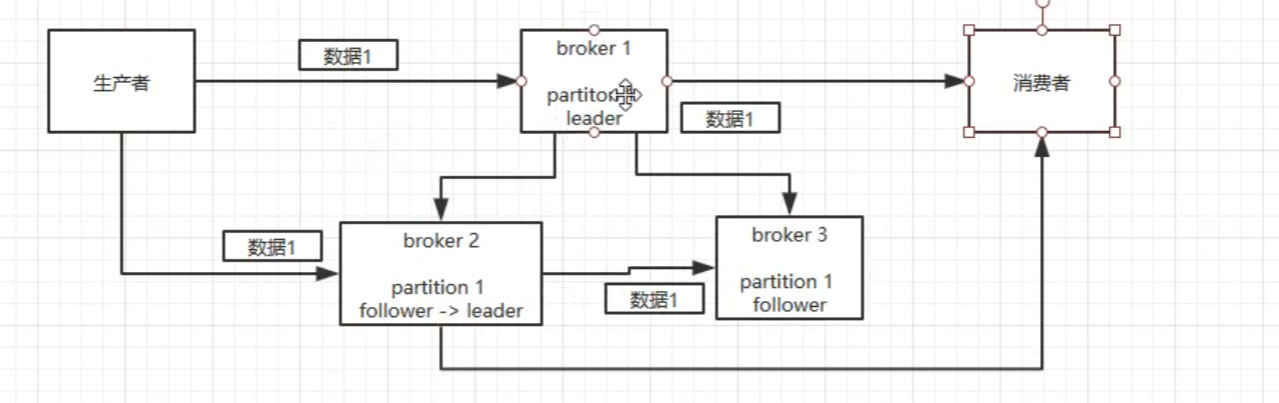 生产者
数据1
broker 1
partiton
leader
数据1
消费者
数据1
broker 2
partition 1
follower -> leader
数据1
broker 3
partition 1
follower